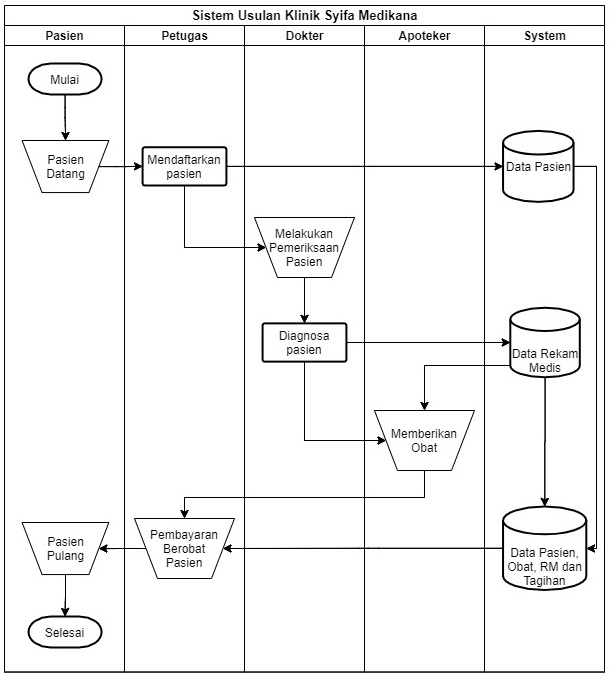 Sistem Usulan Klinik Syifa Medikana
Pasien
Petugas
Dokter
Apoteker
System
Mulai
Pasien
Datang
Mendaftarkan
pasien
Data Pasien
Melakukan
Pemeriksaan
Pasien
Diagnosa
pasien
Data Rekam
Medis
Memberikan
Obat
Pasien
Pulang
Pembayaran
Berobat
Pasien
Data Pasien,
Obat, RM dan
Tagihan
Selesai